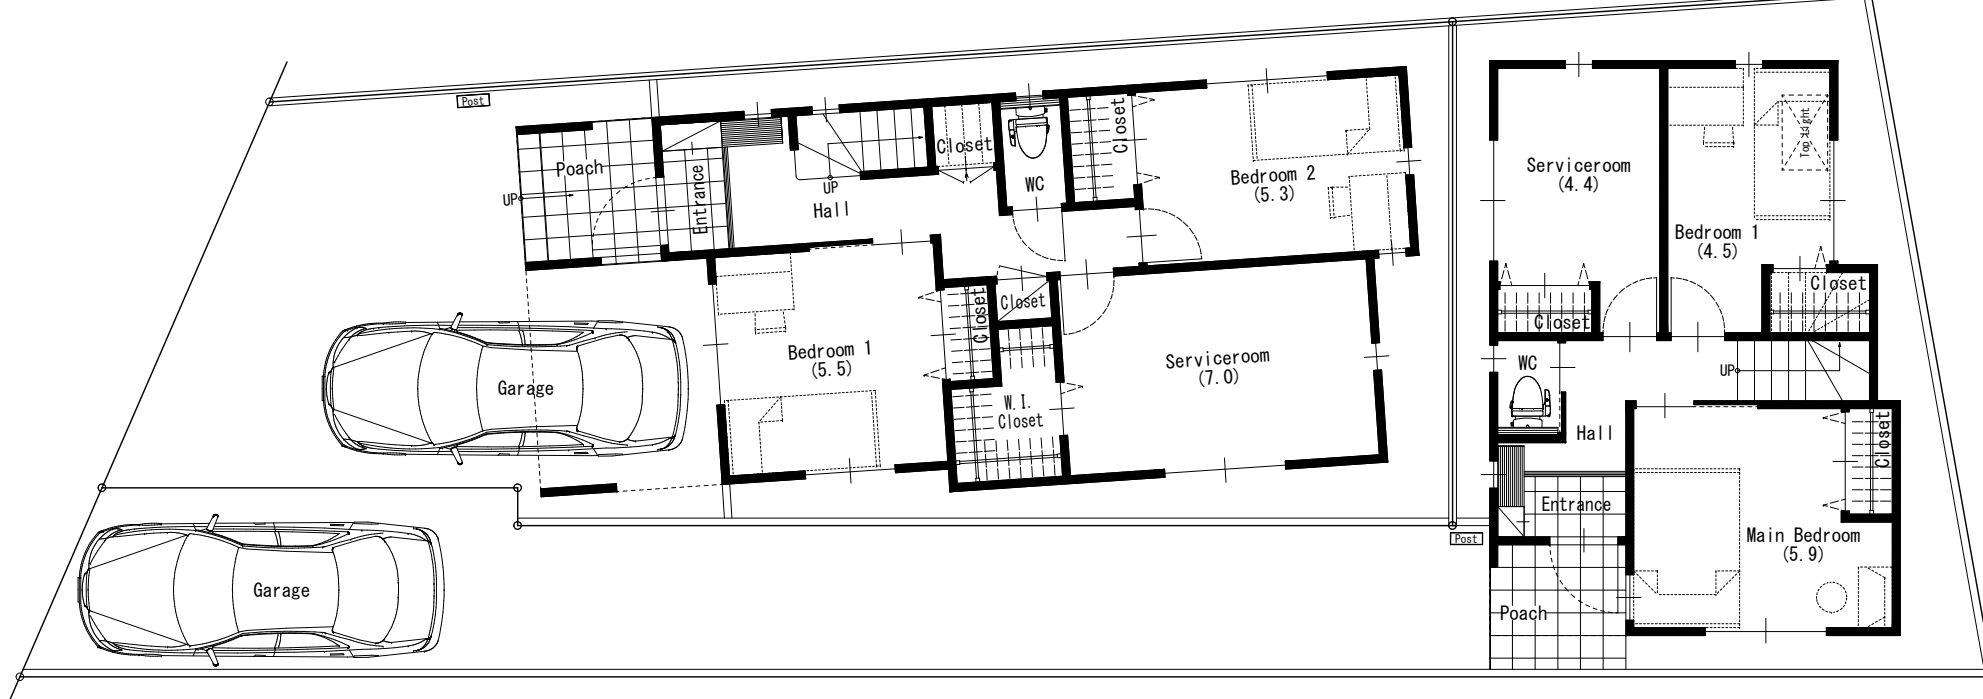 Post
Poach
UP
Entrance
UP
Hall
Closet
WC
Closet
Bedroom 2
(5.3)
Bedroom 1
(5.5)
Closet
Closet
W.I.
Closet
Serviceroom
(7.0)
Garage
Garage
Serviceroom
(4.4)
Closet
Top Light
Bedroom 1
(4.5)
Closet
WC
UP
Hall
Closet
Entrance
Post
Main Bedroom
(5.9)
Poach